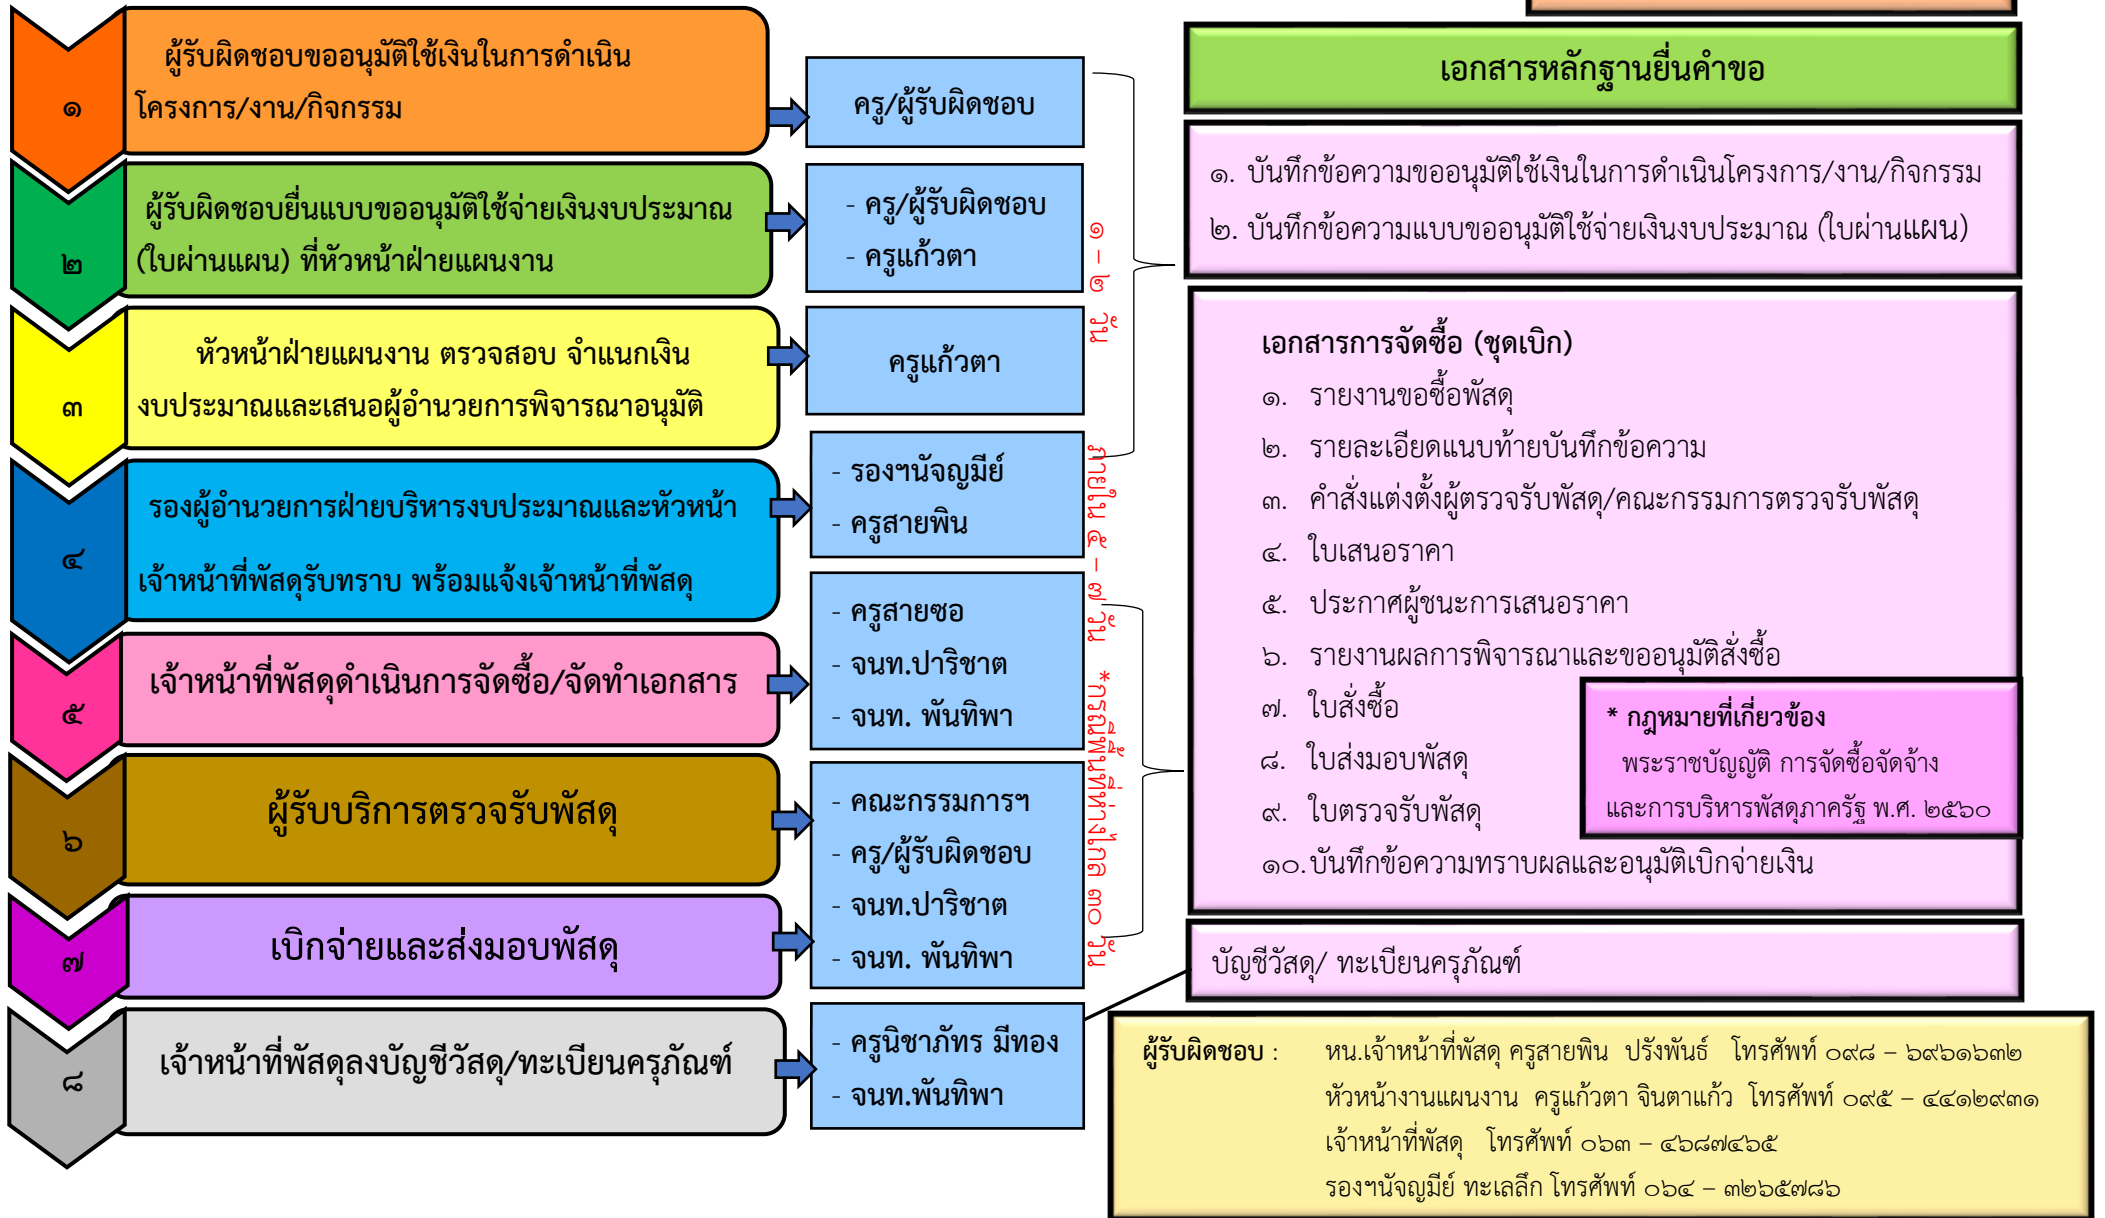 ๑
ผู้รับผิดชอบขออนุมัติใช้เงินในการดำเนิน
โครงการ/งาน/กิจกรรม
ครู/ผู้รับผิดชอบ
๒
ผู้รับผิดชอบยื่นแบบขออนุมัติใช้จ่ายเงินงบประมาณ
(ใบผ่านแผน) ที่หัวหน้าฝ่ายแผนงาน
- ครู/ผู้รับผิดชอบ
- ครูแก้วตา
๓
หัวหน้าฝ่ายแผนงาน ตรวจสอบ จำแนกเงิน
งบประมาณและเสนอผู้อำนวยการพิจารณาอนุมัติ
ครูแก้วตา
๔
รองผู้อำนวยการฝ่ายบริหารงบประมาณและหัวหน้า
เจ้าหน้าที่พัสดุรับทราบ พร้อมแจ้งเจ้าหน้าที่พัสดุ
- รองฯนัจญมีย์
- ครูสายพิน
๕
เจ้าหน้าที่พัสดุดำเนินการจัดซื้อ/จัดทำเอกสาร
- ครูสายซอ
- จนท.ปาริชาต
- จนท. พันทิพา
๖
ผู้รับบริการตรวจรับพัสดุ
๗
เบิกจ่ายและส่งมอบพัสดุ
- คณะกรรมการฯ
- ครู/ผู้รับผิดชอบ
- จนท.ปาริชาต
- จนท. พันทิพา
๘
เจ้าหน้าที่พัสดุลงบัญชีวัสดุ/ทะเบียนครุภัณฑ์
- ครูนิชาภัทร มีทอง
- จนท.พันทิพา
๑ – ๒ วัน
ภายใน ๕ – ๗ วัน *กรณีพื้นที่ห่างไกล ๓๐ วัน
เอกสารหลักฐานยื่นคำขอ
๑. บันทึกข้อความขออนุมัติใช้เงินในการดำเนินโครงการ/งาน/กิจกรรม
๒. บันทึกข้อความแบบขออนุมัติใช้จ่ายเงินงบประมาณ (ใบผ่านแผน)
เอกสารการจัดซื้อ (ชุดเบิก)
๑. รายงานขอซื้อพัสดุ
๒. รายละเอียดแนบท้ายบันทึกข้อความ
๓. คำสั่งแต่งตั้งผู้ตรวจรับพัสดุ/คณะกรรมการตรวจรับพัสดุ
๔. ใบเสนอราคา
๕. ประกาศผู้ชนะการเสนอราคา
๖. รายงานผลการพิจารณาและขออนุมัติสั่งซื้อ
๗. ใบสั่งซื้อ
๘. ใบส่งมอบพัสดุ
๙. ใบตรวจรับพัสดุ
๑๐.บันทึกข้อความทราบผลและอนุมัติเบิกจ่ายเงิน
* กฎหมายที่เกี่ยวข้อง
พระราชบัญญัติ การจัดซื้อจัดจ้าง
และการบริหารพัสดุภาครัฐ พ.ศ. ๒๕๖๐
บัญชีวัสดุ/ ทะเบียนครุภัณฑ์
ผู้รับผิดชอบ : หน.เจ้าหน้าที่พัสดุ ครูสายพิน ปรังพันธ์ โทรศัพท์ ๐๙๘ – ๖๙๖๑๖๓๒
หัวหน้างานแผนงาน ครูแก้วตา จินตาแก้ว โทรศัพท์ ๐๙๕ – ๔๔๑๒๙๓๑
เจ้าหน้าที่พัสดุ โทรศัพท์ ๐๖๓ – ๔๖๘๗๔๖๕
รองฯนัจญมีย์ ทะเลลึก โทรศัพท์ ๐๖๔ – ๓๒๖๕๗๘๖